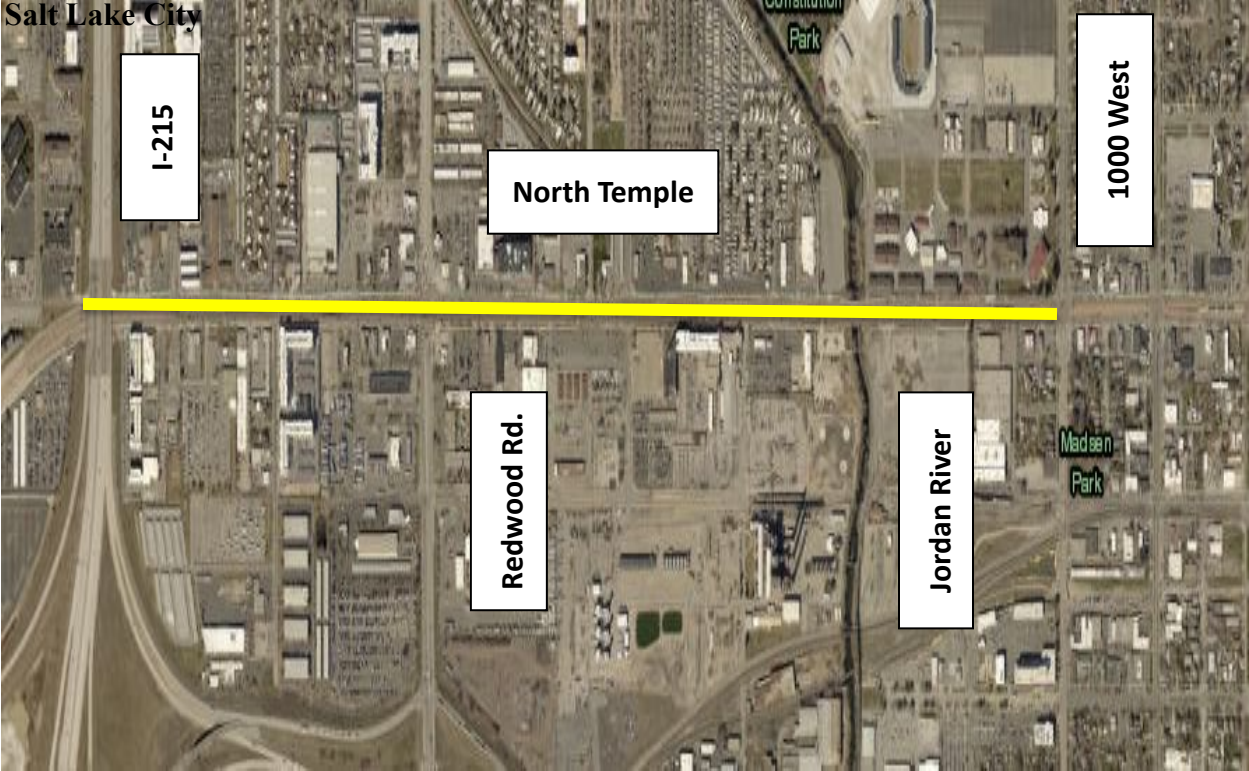 Salt Lake City
Constitution
Park
I-215
North Temple
1000 West
Redwood Rd.
Jordan River
Madsen
Park